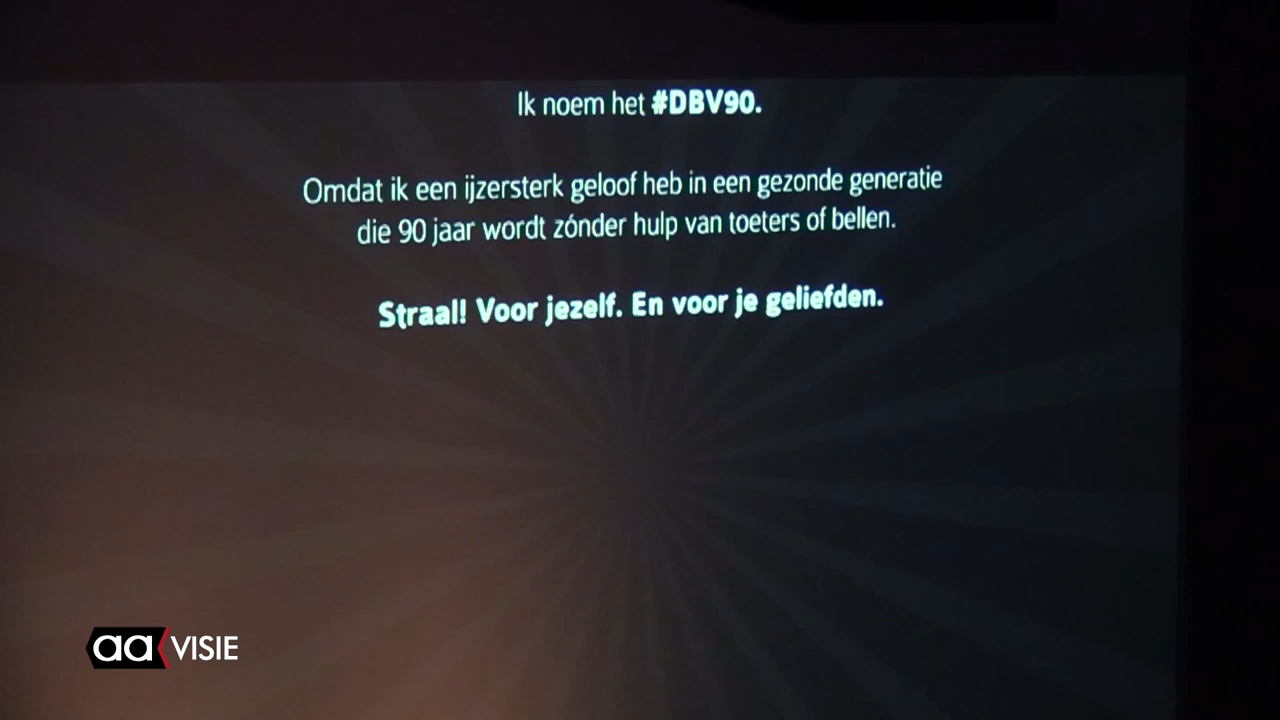 Ik noem het #DBV90.
Omdat ik een ijzersterk geloof heb in een gezonde generatie
die 90 jaar wordt zónder hulp van toeters of bellen.
Straal! Voor jezelf. En voor je geliefden.
aa VISIE